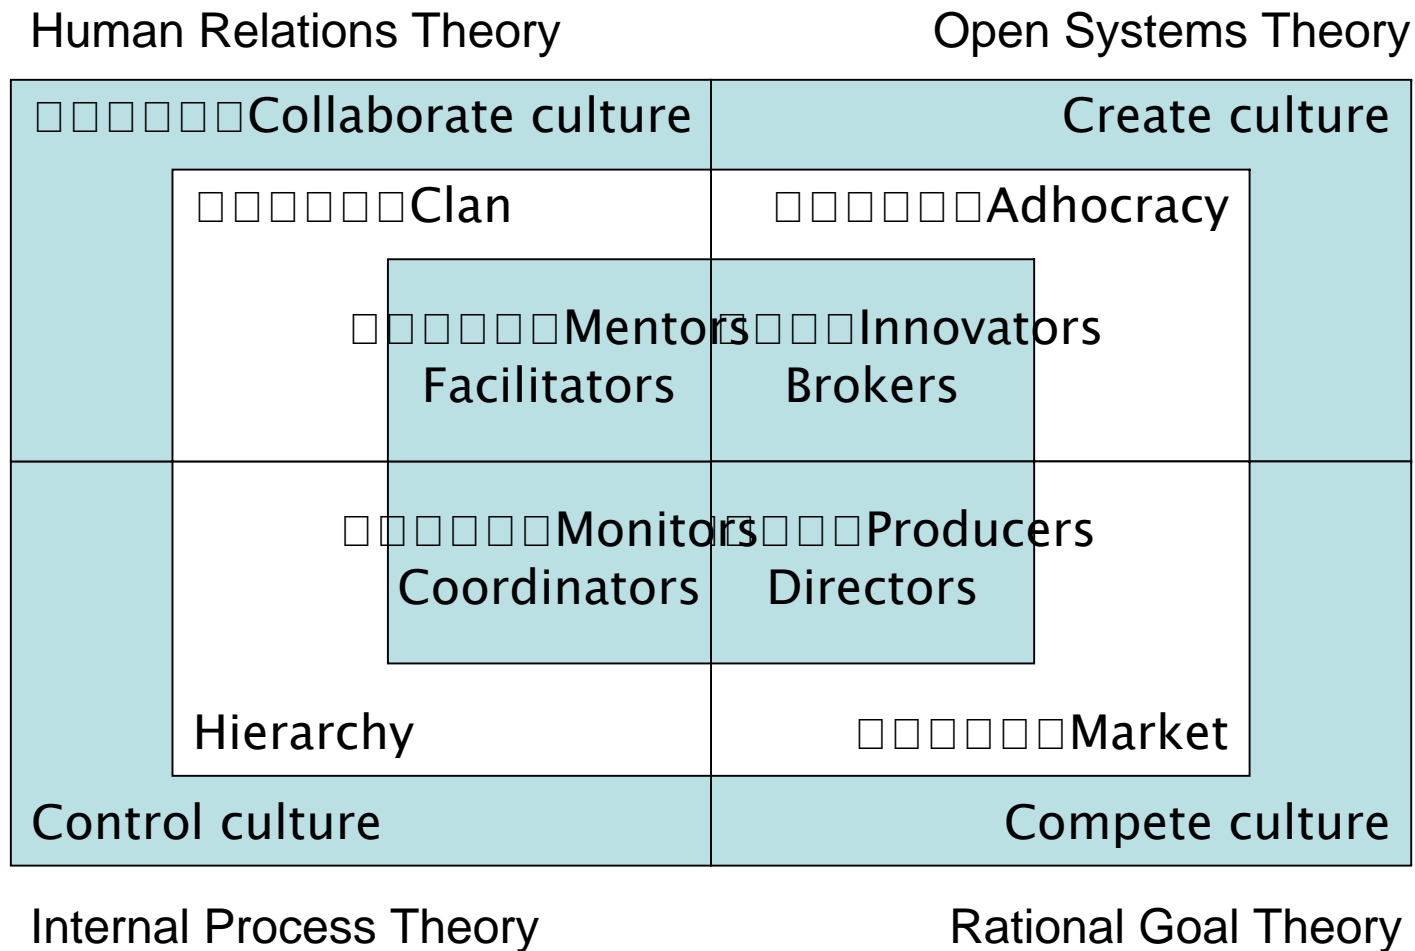 Human Relations Theory
Open Systems Theory
□□□□□□Collaborate culture
Create culture
□□□□□□Clan
□□□□□□Adhocracy
□□□□□□Mentors
□□□□Innovators
Facilitators
Brokers
□□□□□□Monitors
□□□□Producers
Coordinators
Directors
Hierarchy
□□□□□□Market
Control culture
Compete culture
Internal Process Theory
Rational Goal Theory